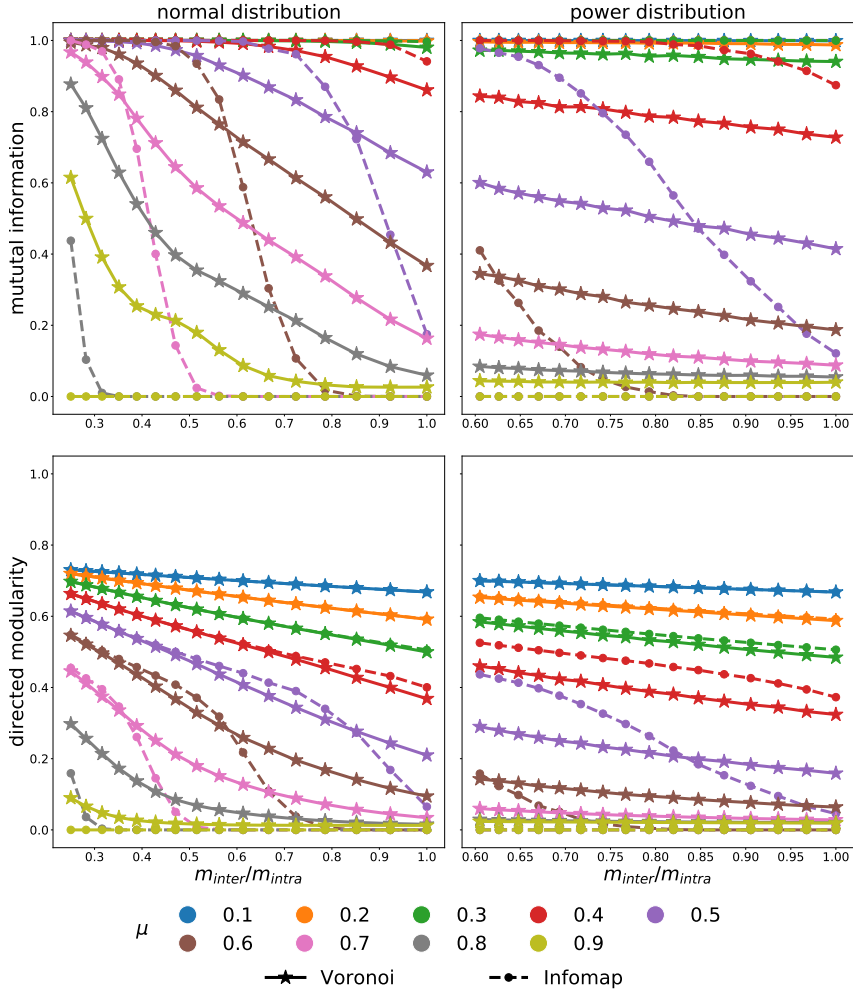 normal distribution
power distribution
mututal information
1.0
0.8
0.6
0.4
0.2
0.0
0.3 0.4 0.5 0.6 0.7 0.8 0.9 1.0
0.60 0.65 0.70 0.75 0.80 0.85 0.90 0.95 1.00
directed modularity
1.0
0.8
0.6
0.4
0.2
0.0
0.3 0.4 0.5 0.6 0.7 0.8 0.9 1.0
0.60 0.65 0.70 0.75 0.80 0.85 0.90 0.95 1.00
m_inter/m_intra
m_inter/m_intra
μ
0.1 0.2 0.3 0.4 0.5
0.6 0.7 0.8 0.9
Voronoi Infomap